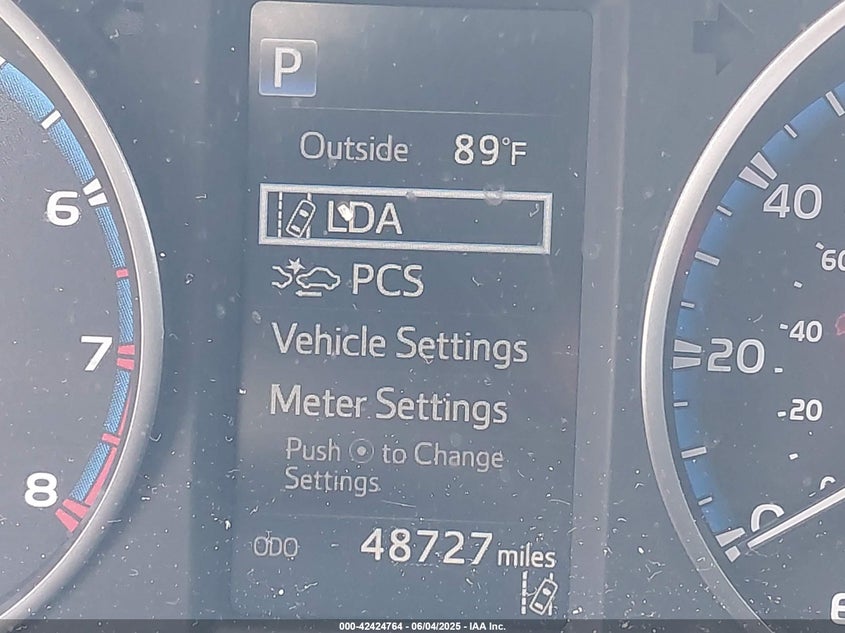 P
Outside 89°F
LDA
PCS
Vehicle Settings
Meter Settings
Push to Change
Settings
ODO 48727 miles
6
7
8
40
60
40
20
20
0
000-42424764 - 06/04/2025 - IAA Inc.